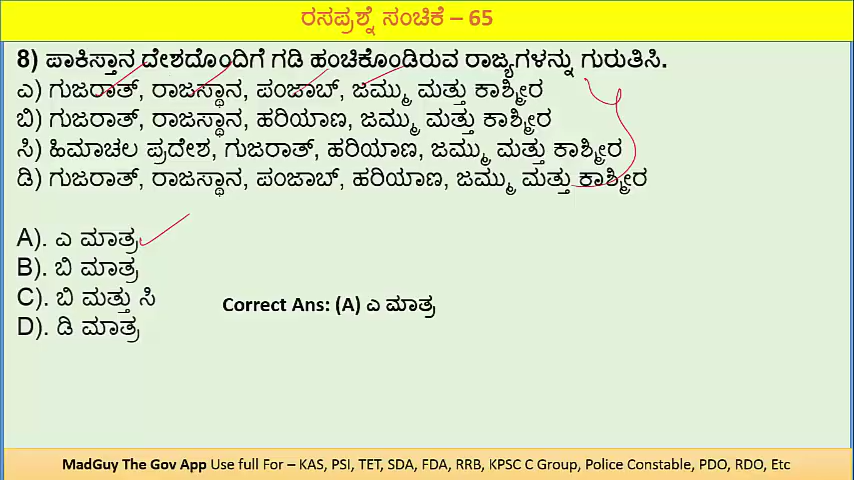 ರಸಪ್ರಶ್ನೆ ಸಂಚಿಕೆ – 65
8) ಪಾಕಿಸ್ತಾನ ದೇಶದೊಂದಿಗೆ ಗಡಿ ಹಂಚಿಕೊಂಡಿರುವ ರಾಜ್ಯಗಳನ್ನು ಗುರುತಿಸಿ.
ಎ) ಗುಜರಾತ್, ರಾಜಸ್ಥಾನ, ಪಂಜಾಬ್, ಜಮ್ಮು ಮತ್ತು ಕಾಶ್ಮೀರ
ಬಿ) ಗುಜರಾತ್, ರಾಜಸ್ಥಾನ, ಹರಿಯಾಣ, ಜಮ್ಮು ಮತ್ತು ಕಾಶ್ಮೀರ
ಸಿ) ಹಿಮಾಚಲ ಪ್ರದೇಶ, ಗುಜರಾತ್, ಹರಿಯಾಣ, ಜಮ್ಮು ಮತ್ತು ಕಾಶ್ಮೀರ
ಡಿ) ಗುಜರಾತ್, ರಾಜಸ್ಥಾನ, ಪಂಜಾಬ್, ಹರಿಯಾಣ, ಜಮ್ಮು ಮತ್ತು ಕಾಶ್ಮೀರ
A). ಎ ಮಾತ್ರ
B). ಬಿ ಮಾತ್ರ
C). ಬಿ ಮತ್ತು ಸಿ
Correct Ans: (A) ಎ ಮಾತ್ರ
D). ಡಿ ಮಾತ್ರ
MadGuy The Gov App Use full For – KAS, PSI, TET, SDA, FDA, RRB, KPSC C Group, Police Constable, PDO, RDO, Etc